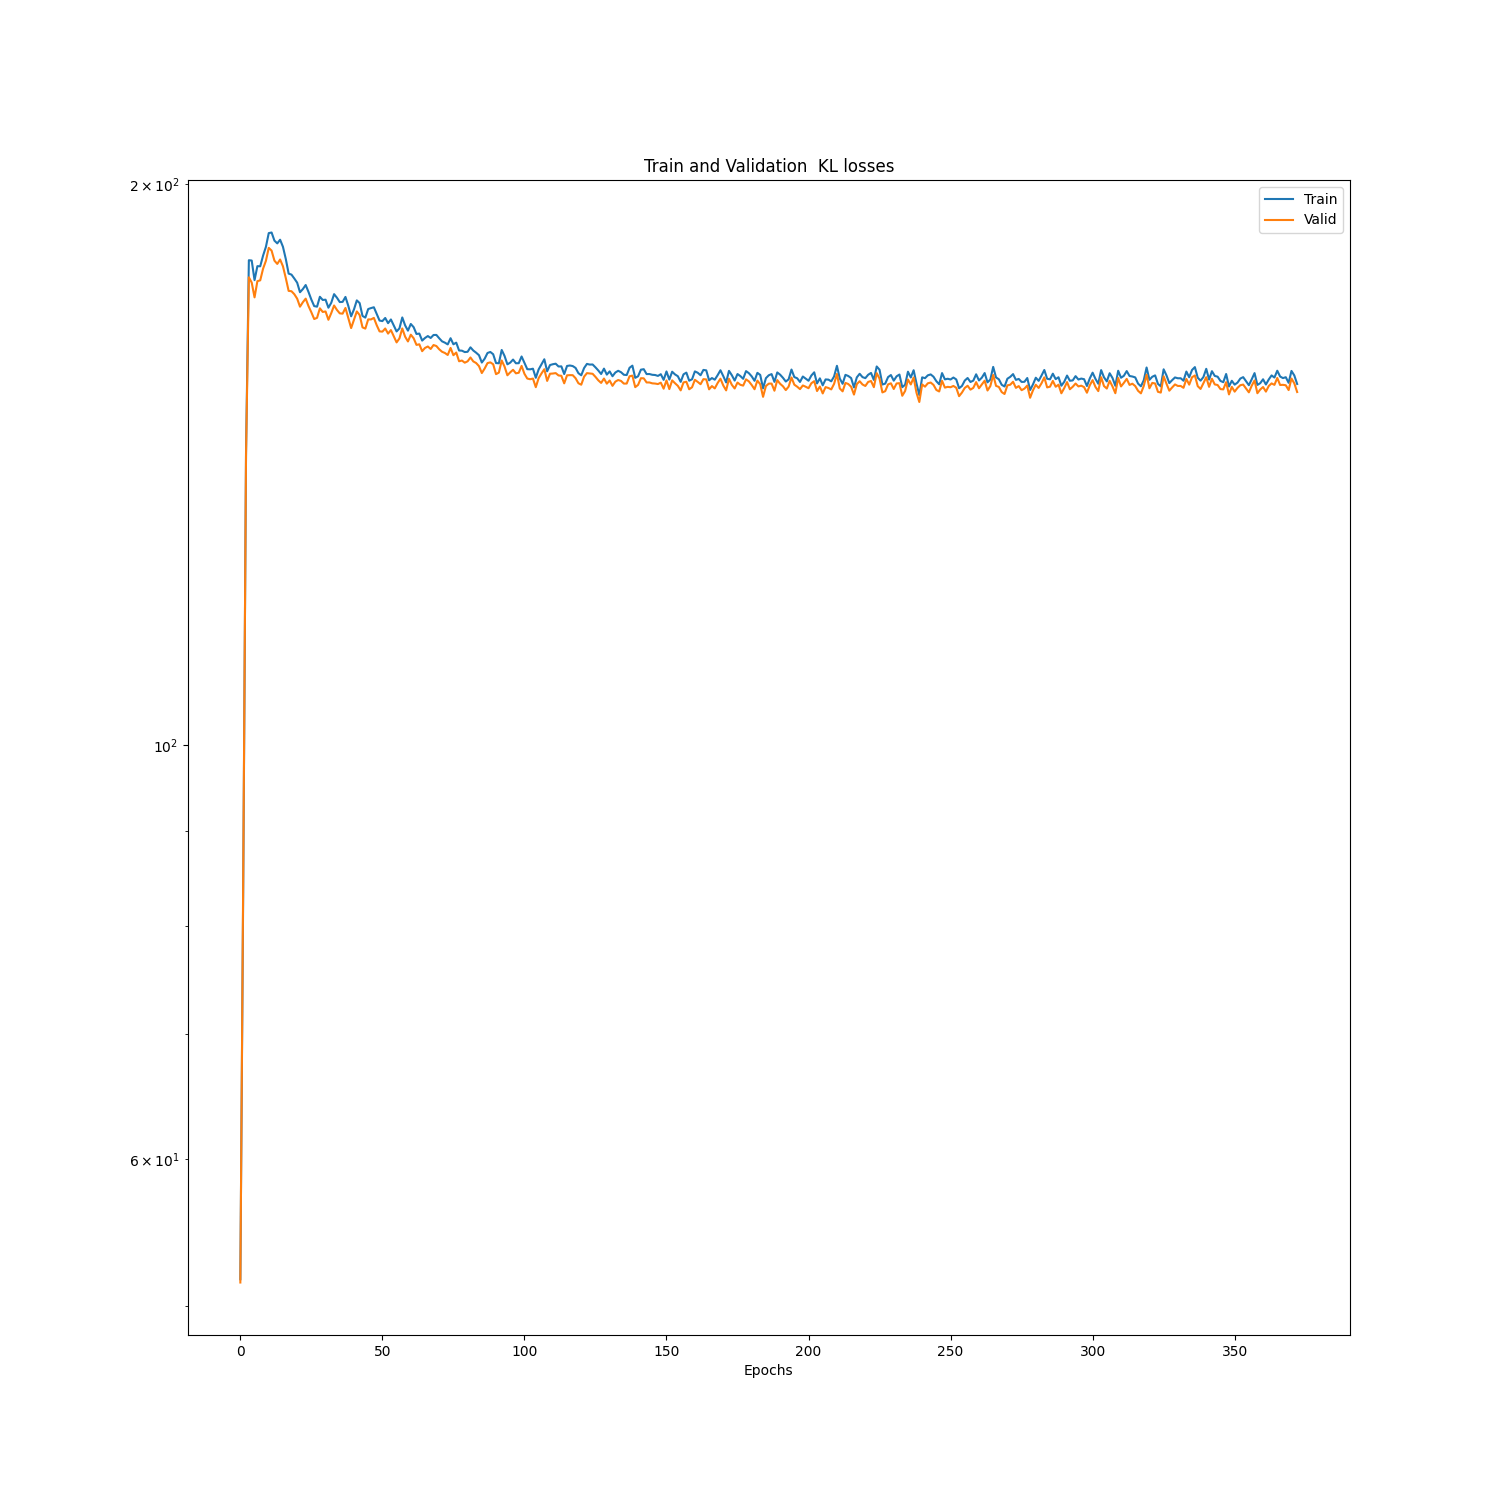 Train and Validation  KL losses
2 × 10²
Train
Valid
10²
6 × 10¹
0 50 100 150 200 250 300 350
Epochs